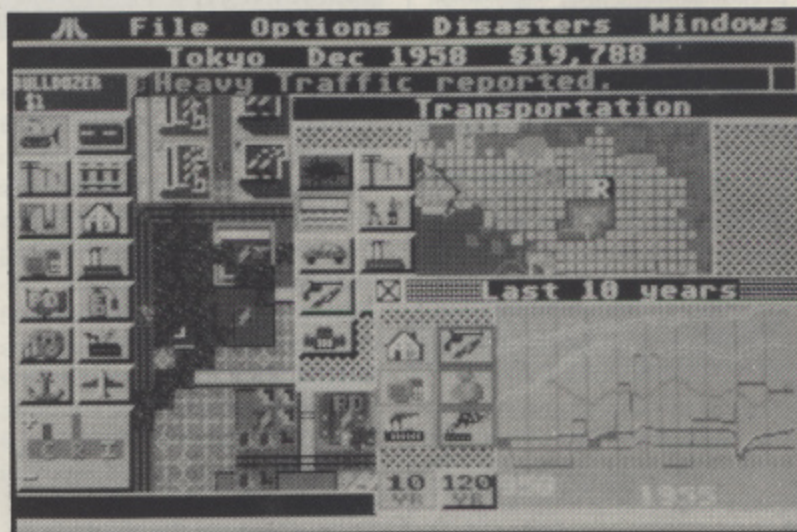 File Options Disasters Windows
Tokyo Dec 1958 $19,788
BULLDOZER
$1
Heavy Traffic reported.
Transportation
R
Last 10 years
PD
R C I
10 YR
120 YR
1955